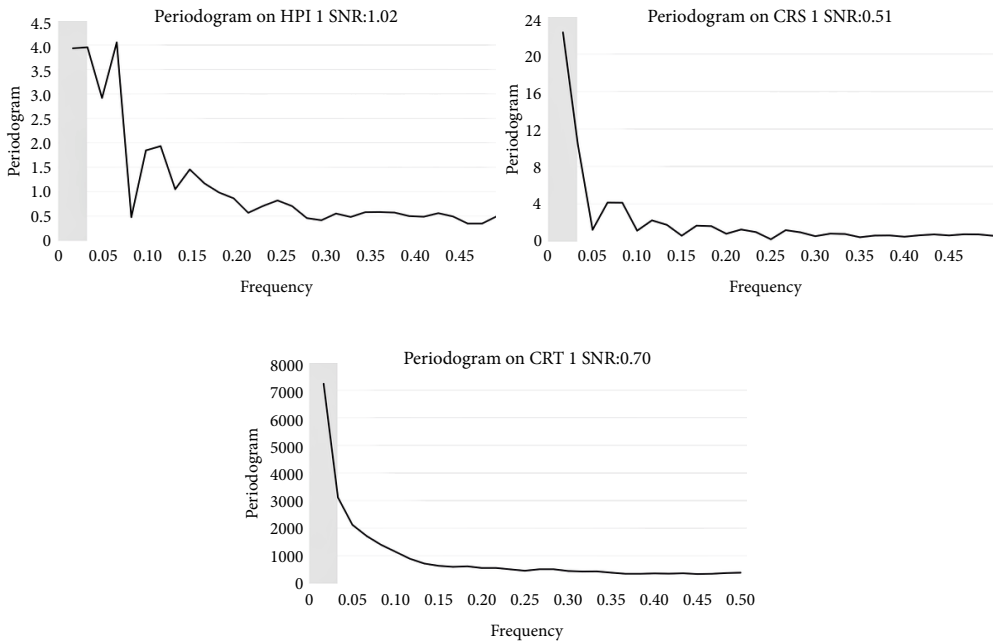 Periodogram on HPI 1 SNR:1.02
4.5
4.0
3.5
3.0
2.5
2.0
1.5
1.0
0.5
0
Periodogram
0 0.05 0.10 0.15 0.20 0.25 0.30 0.35 0.40 0.45
Frequency
Periodogram on CRS 1 SNR:0.51
24
20
16
12
8
4
0
Periodogram
0 0.05 0.10 0.15 0.20 0.25 0.30 0.35 0.40 0.45
Frequency
Periodogram on CRT 1 SNR:0.70
8000
7000
6000
5000
4000
3000
2000
1000
0
Periodogram
0 0.05 0.10 0.15 0.20 0.25 0.30 0.35 0.40 0.45 0.50
Frequency